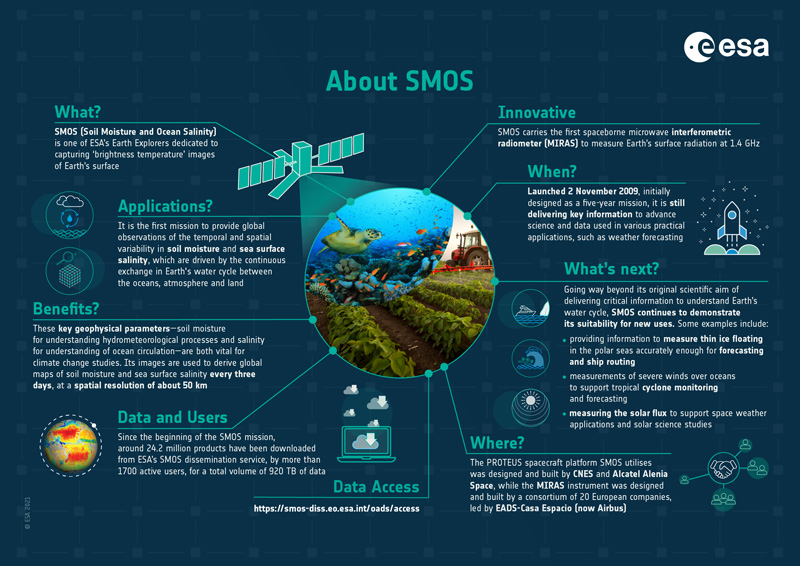 esa
About SMOS
What?
SMOS (Soil Moisture and Ocean Salinity)
is one of ESA's Earth Explorers dedicated to
capturing 'brightness temperature' images
of Earth's surface
Applications?
It is the first mission to provide global
observations of the temporal and spatial
variability in soil moisture and sea surface
salinity, which are driven by the continuous
exchange in Earth's water cycle between
the oceans, atmosphere and land
Benefits?
These key geophysical parameters—soil moisture
for understanding hydrometeorological processes and salinity
for understanding of ocean circulation—are both vital for
climate change studies. Its images are used to derive global
maps of soil moisture and sea surface salinity every three
days, at a spatial resolution of about 50 km
Data and Users
Since the beginning of the SMOS mission,
around 24.2 million products have been downloaded
from ESA's SMOS dissemination service, by more than
1700 active users, for a total volume of 920 TB of data
Data Access
https://smos-diss.eo.esa.int/oads/access
Innovative
SMOS carries the first spaceborne microwave interferometric
radiometer (MIRAS) to measure Earth's surface radiation at 1.4 GHz
When?
Launched 2 November 2009, initially
designed as a five-year mission, it is still
delivering key information to advance
science and data used in various practical
applications, such as weather forecasting
What's next?
Going way beyond its original scientific aim of
delivering critical information to understand Earth's
water cycle, SMOS continues to demonstrate
its suitability for new uses. Some examples include:
• providing information to measure thin ice floating
in the polar seas accurately enough for forecasting
and ship routing
• measurements of severe winds over oceans
to support tropical cyclone monitoring
and forecasting
• measuring the solar flux to support space weather
applications and solar science studies
Where?
The PROTEUS spacecraft platform SMOS utilises
was designed and built by CNES and Alcatel Alenia
Space, while the MIRAS instrument was designed
and built by a consortium of 20 European companies,
led by EADS-Casa Espacio (now Airbus)
© ESA 2021